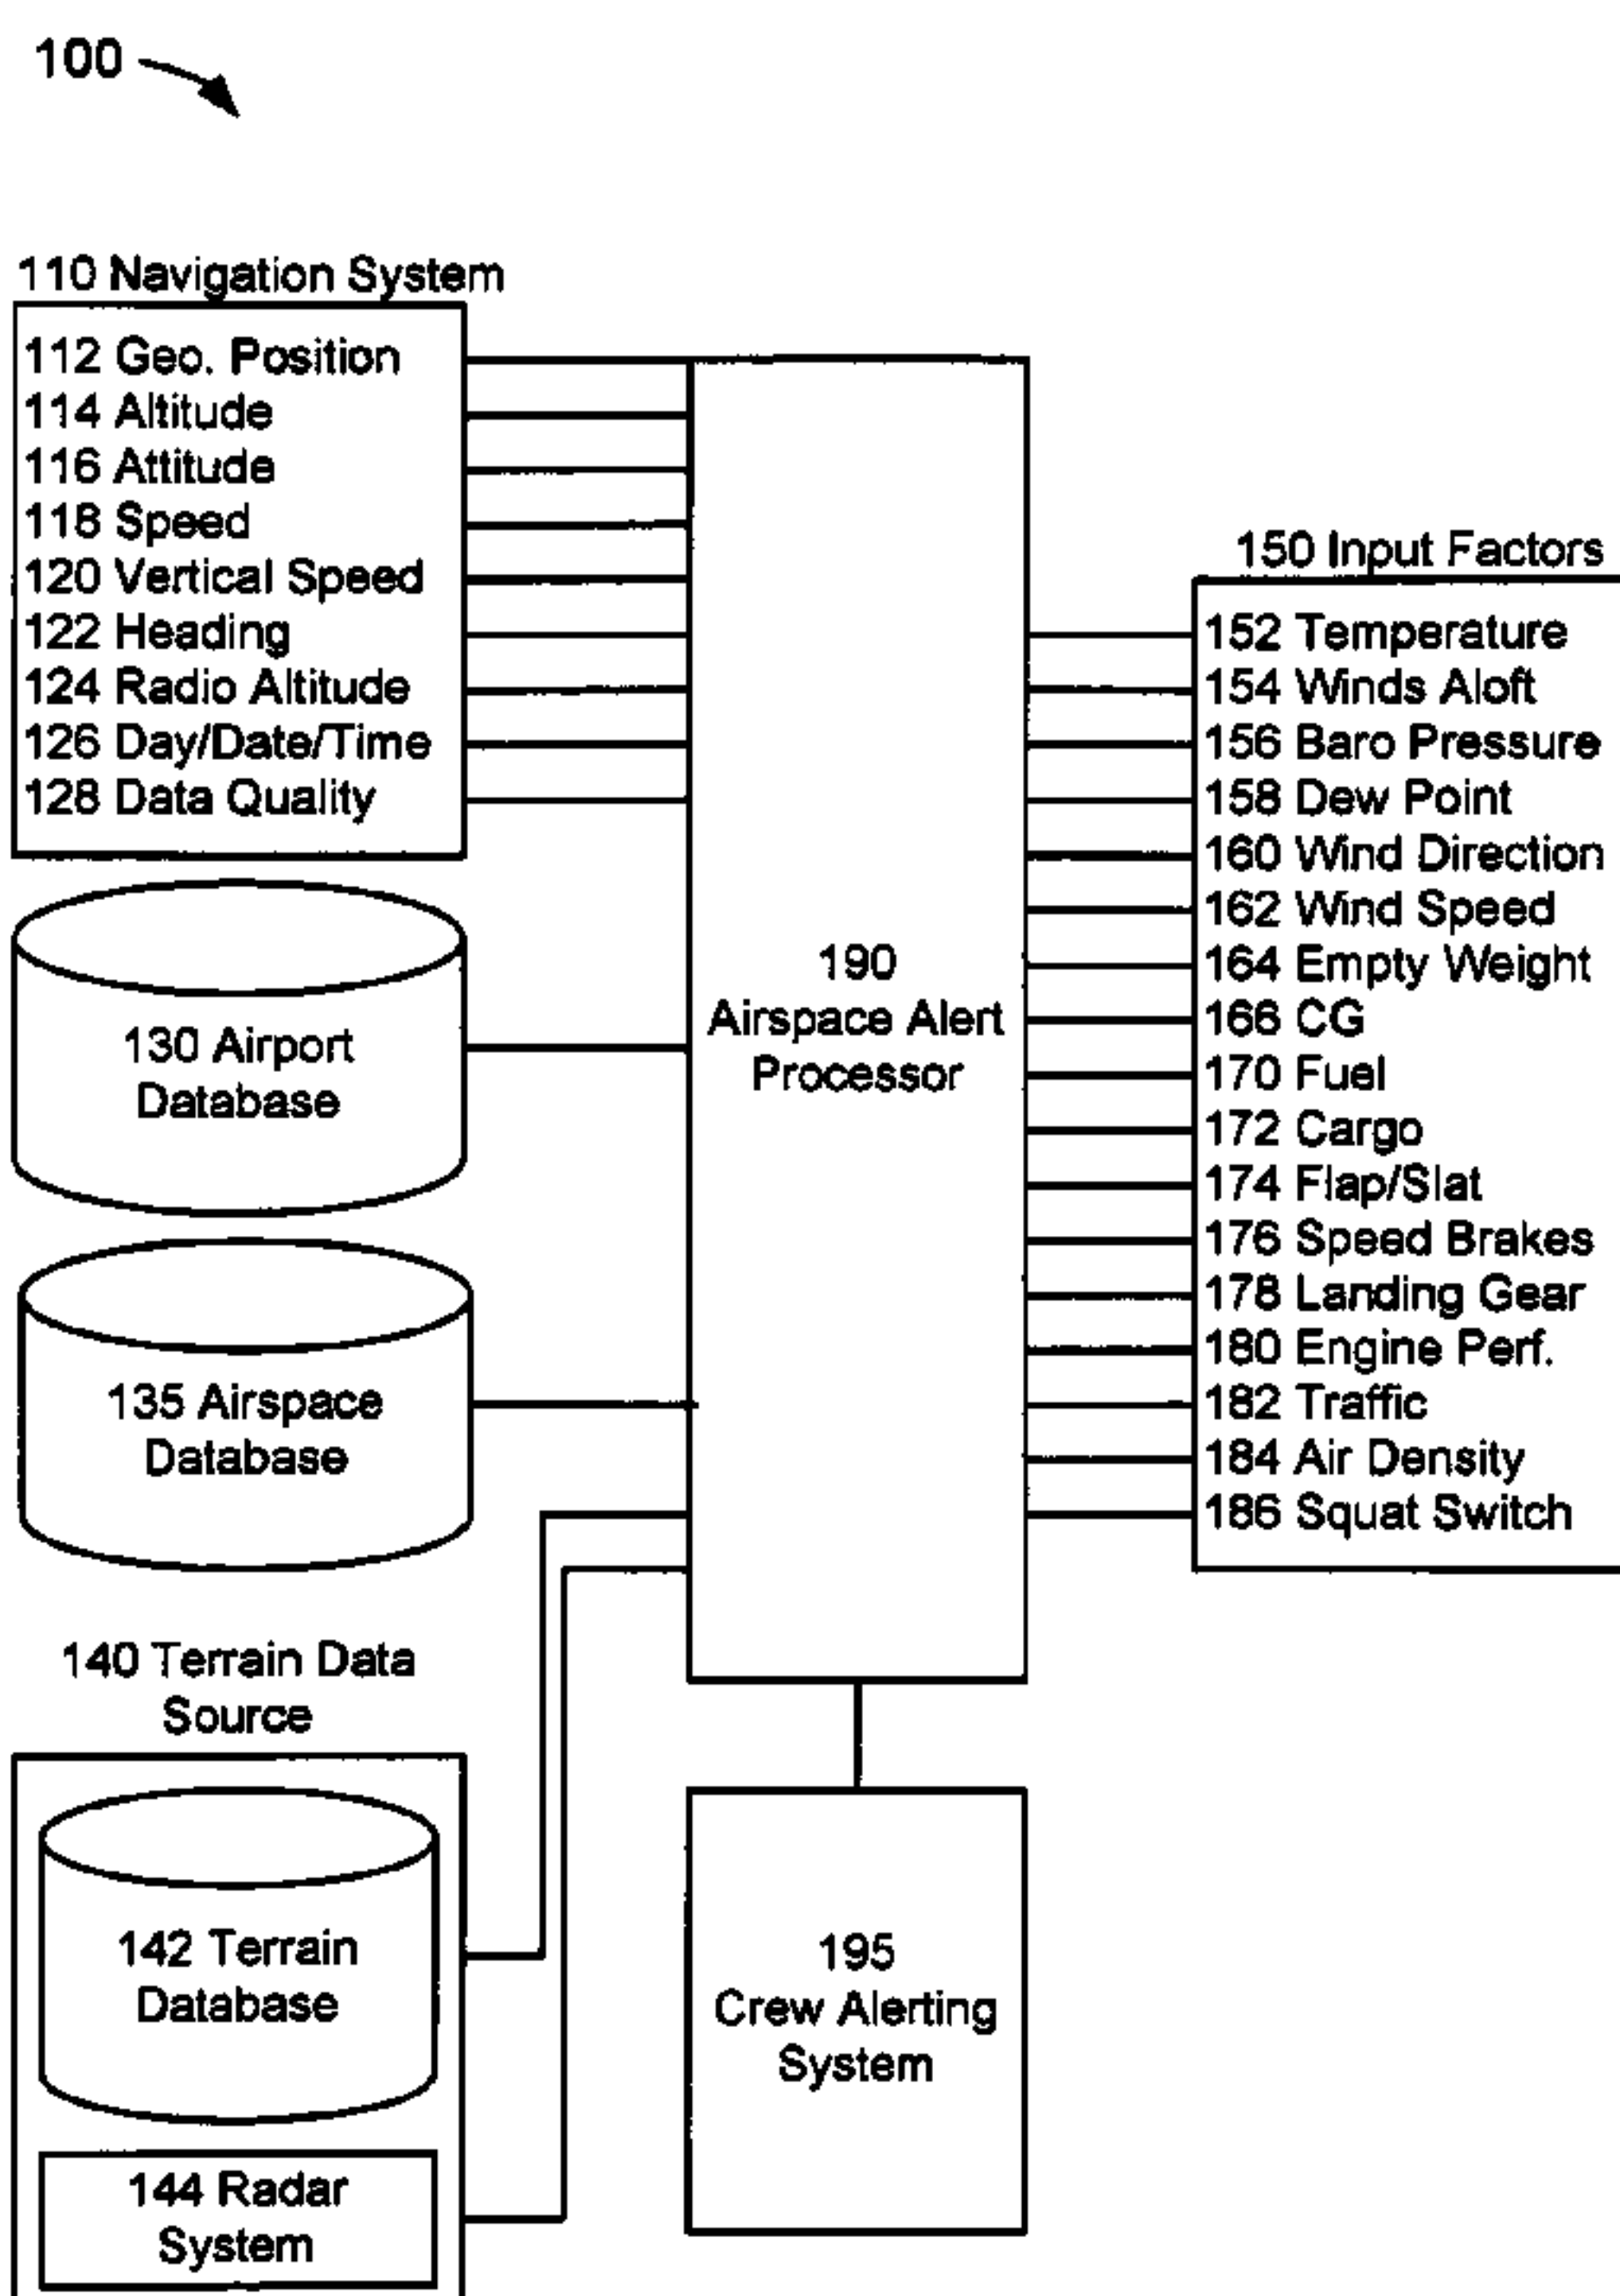 100
110 Navigation System
112 Geo. Position
114 Altitude
116 Attitude
118 Speed
120 Vertical Speed
122 Heading
124 Radio Altitude
126 Day/Date/Time
128 Data Quality
130 Airport
Database
135 Airspace
Database
140 Terrain Data
Source
142 Terrain
Database
144 Radar
System
190
Airspace Alert
Processor
195
Crew Alerting
System
150 Input Factors
152 Temperature
154 Winds Aloft
156 Baro Pressure
158 Dew Point
160 Wind Direction
162 Wind Speed
164 Empty Weight
166 CG
170 Fuel
172 Cargo
174 Flap/Slat
176 Speed Brakes
178 Landing Gear
180 Engine Perf.
182 Traffic
184 Air Density
186 Squat Switch